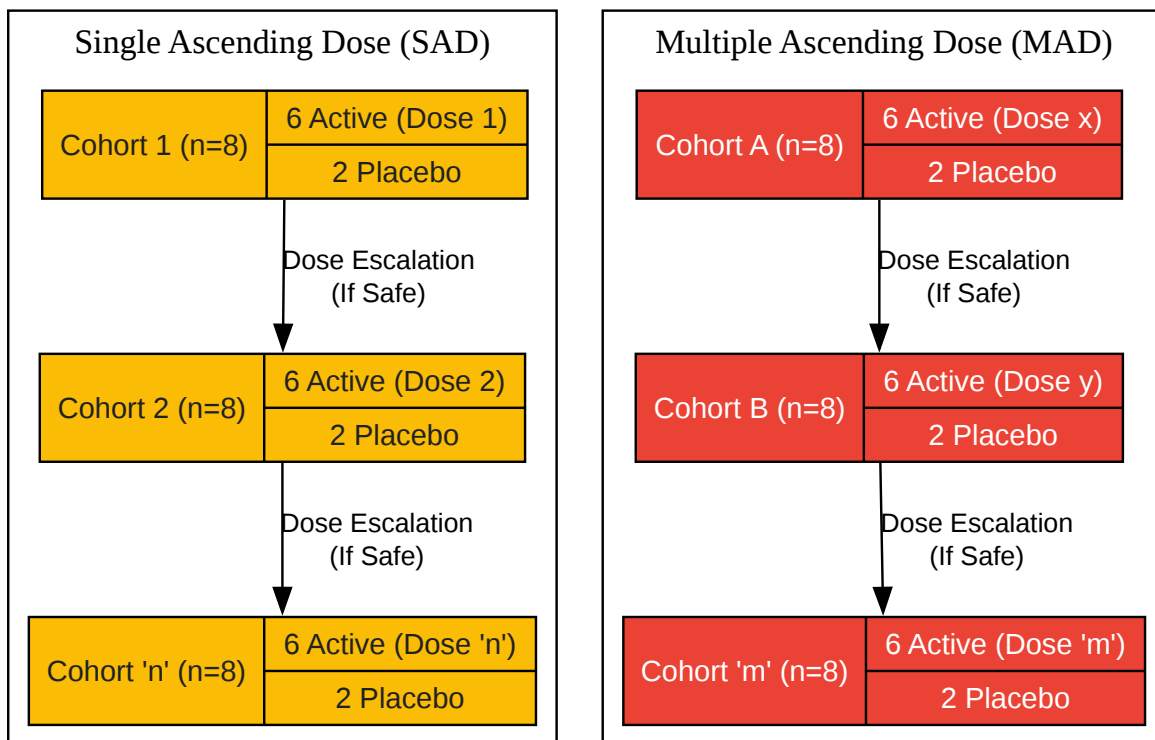 Single Ascending Dose (SAD)
Cohort 1 (n=8)
6 Active (Dose 1)
2 Placebo
Dose Escalation
(If Safe)
Cohort 2 (n=8)
6 Active (Dose 2)
2 Placebo
Dose Escalation
(If Safe)
Cohort 'n' (n=8)
6 Active (Dose 'n')
2 Placebo
Multiple Ascending Dose (MAD)
Cohort A (n=8)
6 Active (Dose x)
2 Placebo
Dose Escalation
(If Safe)
Cohort B (n=8)
6 Active (Dose y)
2 Placebo
Dose Escalation
(If Safe)
Cohort 'm' (n=8)
6 Active (Dose 'm')
2 Placebo